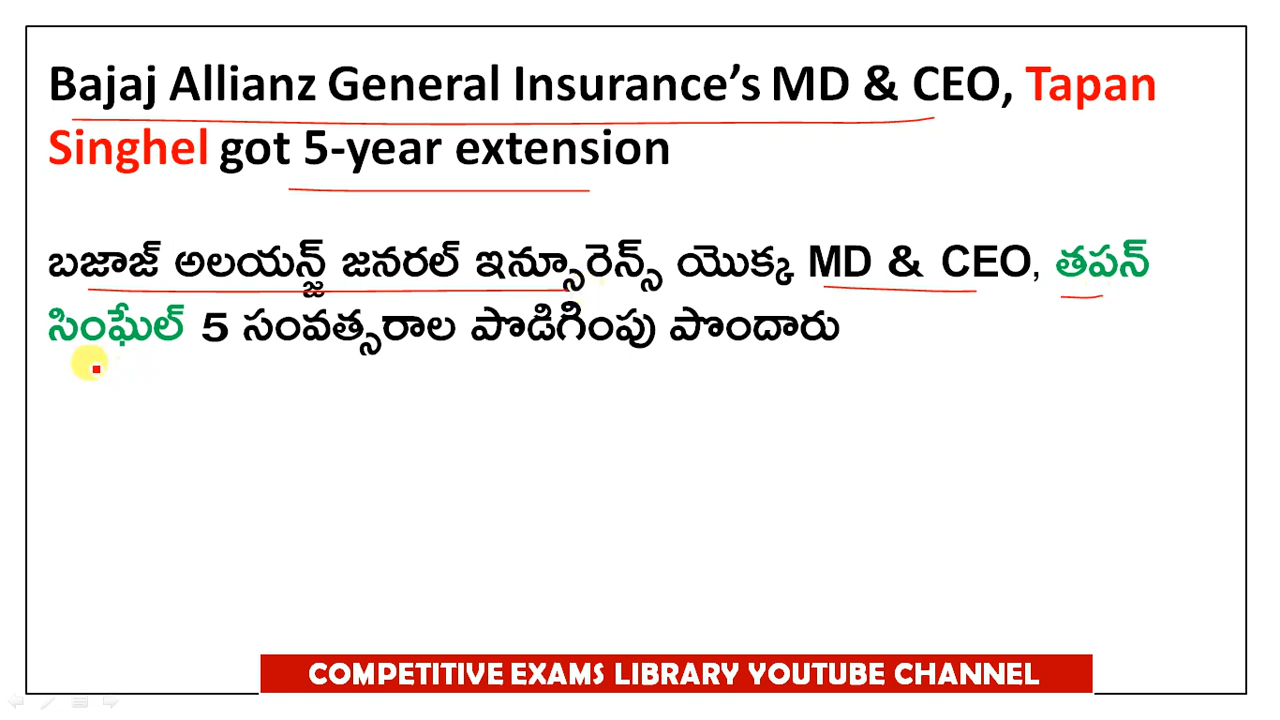 Bajaj Allianz General Insurance’s MD & CEO, Tapan
Singhel got 5-year extension
బజాజ్ అలయన్జ్ జనరల్ ఇన్సూరెన్స్ యొక్క MD & CEO, తపన్
సింఘేల్ 5 సంవత్సరాల పొడిగింపు పొందారు
COMPETITIVE EXAMS LIBRARY YOUTUBE CHANNEL